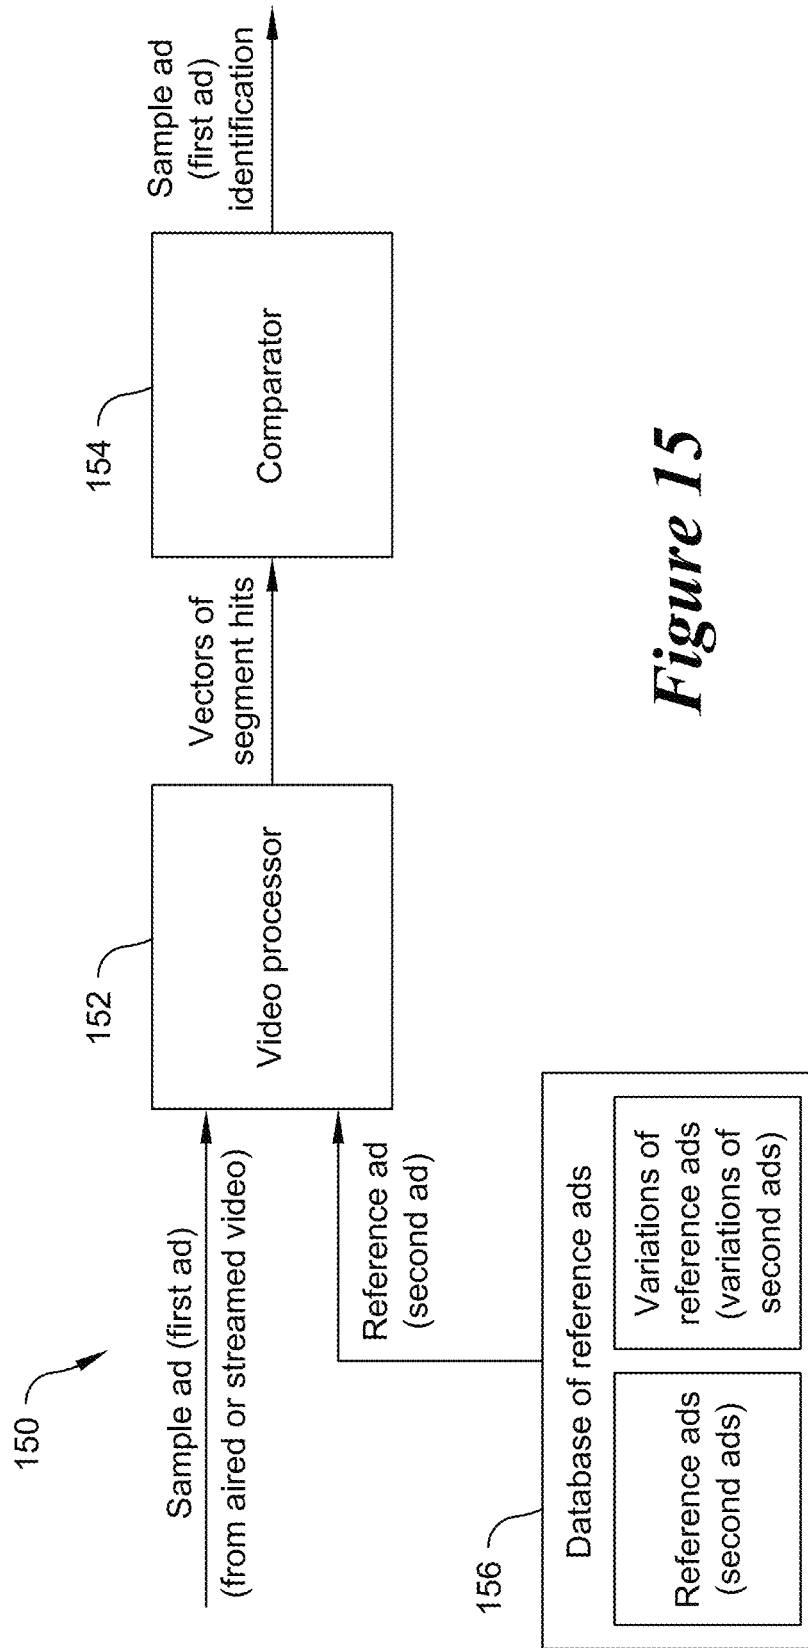 150
Sample ad (first ad)
(from aired or streamed video)
152
Video processor
Vectors of
segment hits
154
Comparator
Sample ad
(first ad)
identification
Reference ad
(second ad)
156
Database of reference ads
Reference ads
(second ads)
Variations of
reference ads
(variations of
second ads)
Figure 15